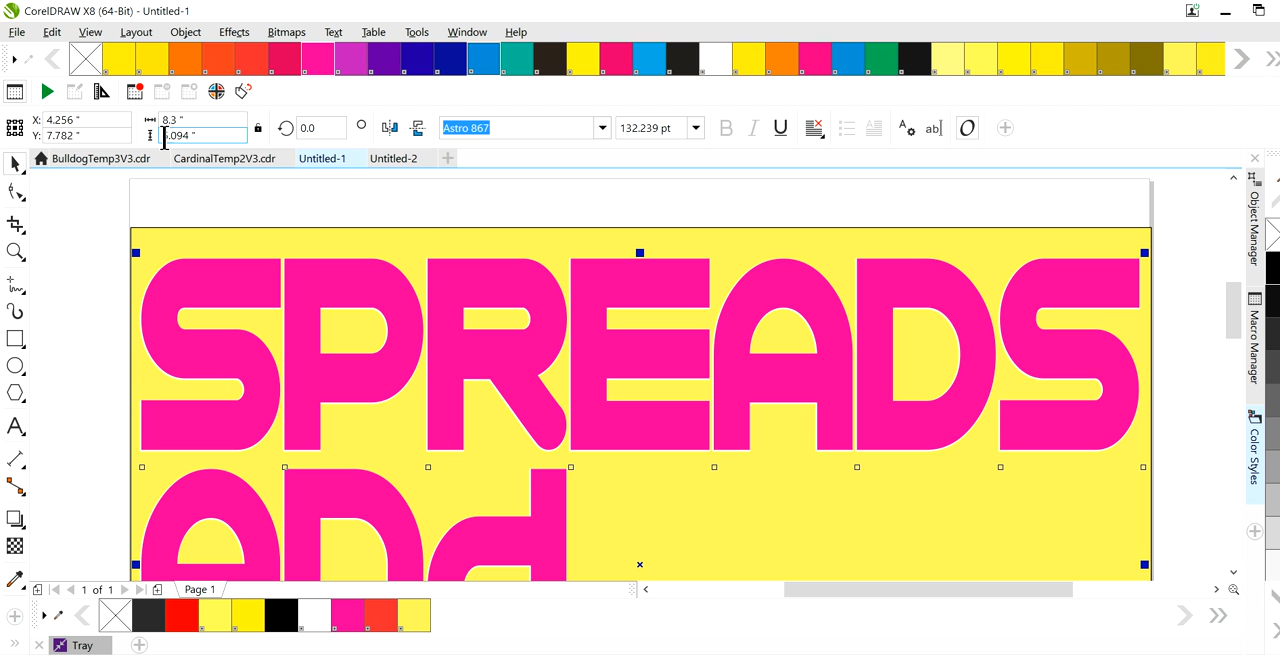 CorelDRAW X8 (64-Bit) - Untitled-1
File Edit View Layout Object Effects Bitmaps Text Table Tools Window Help
X: 4.256 " 8.3 "
Y: 7.782 " .094 "
0.0
Astro 867
132.239 pt
B I U ab
BulldogTemp3V3.cdr CardinalTemp2V3.cdr Untitled-1 Untitled-2
Object Manager
Macro Manager
Color Styles
SPREADS
ANd
1 of 1 Page 1
Tray